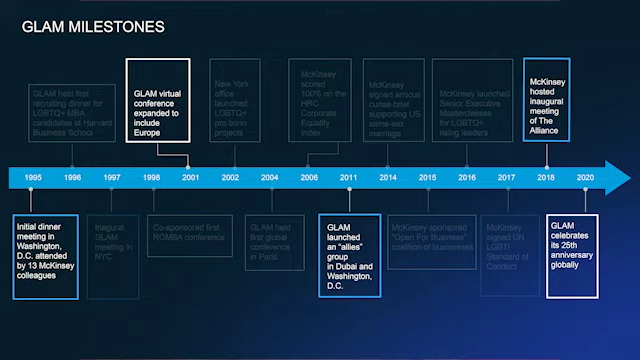 GLAM MILESTONES
GLAM held first
recruiting dinner for
LGBTQ+ MBA
candidates at Harvard
Business School
GLAM virtual
conference
expanded to
include
Europe
New York
office
launched
LGBTQ+
pro bono
projects
McKinsey
scored
100% on the
HRC
Corporate
Equality
Index
McKinsey
signed amicus
curiae brief
supporting US
same-sex
marriage
McKinsey launched
Senior Executive
Masterclasses
for LGBTQ+
rising leaders
McKinsey
hosted
inaugural
meeting of
The
Alliance
1995 1996 1997 1998 2001 2002 2004 2006 2011 2014 2015 2016 2017 2018 2020
Initial dinner
meeting in
Washington,
D.C. attended
by 13 McKinsey
colleagues
Inaugural
GLAM
meeting in
NYC
Co-sponsored first
ROMBA conference
GLAM held
first global
conference
in Paris
GLAM
launched
an "allies"
group
in Dubai and
Washington,
D.C.
McKinsey sponsored
"Open For Business"
coalition of businesses
McKinsey
signed UN
LGBTI
Standard of
Conduct
GLAM
celebrates
its 25th
anniversary
globally